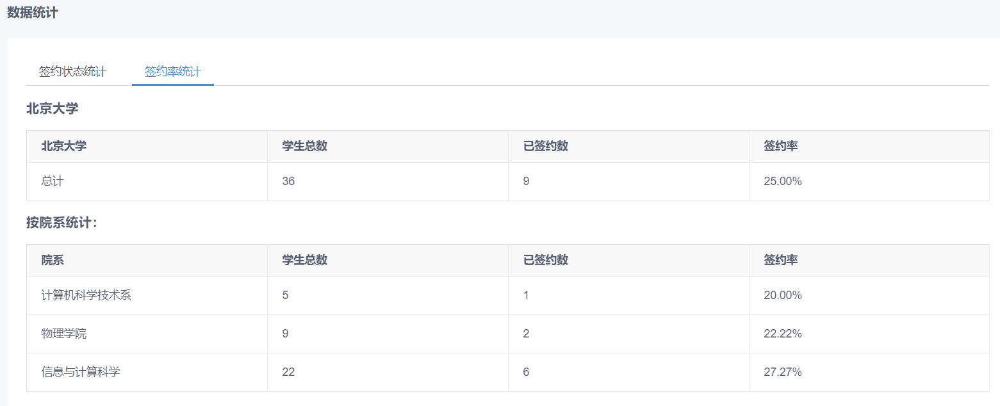 数据统计
签约状态统计 签约率统计
北京大学
北京大学 学生总数 已签约数 签约率
总计 36 9 25.00%
按院系统计：
院系 学生总数 已签约数 签约率
计算机科学技术系 5 1 20.00%
物理学院 9 2 22.22%
信息与计算科学 22 6 27.27%